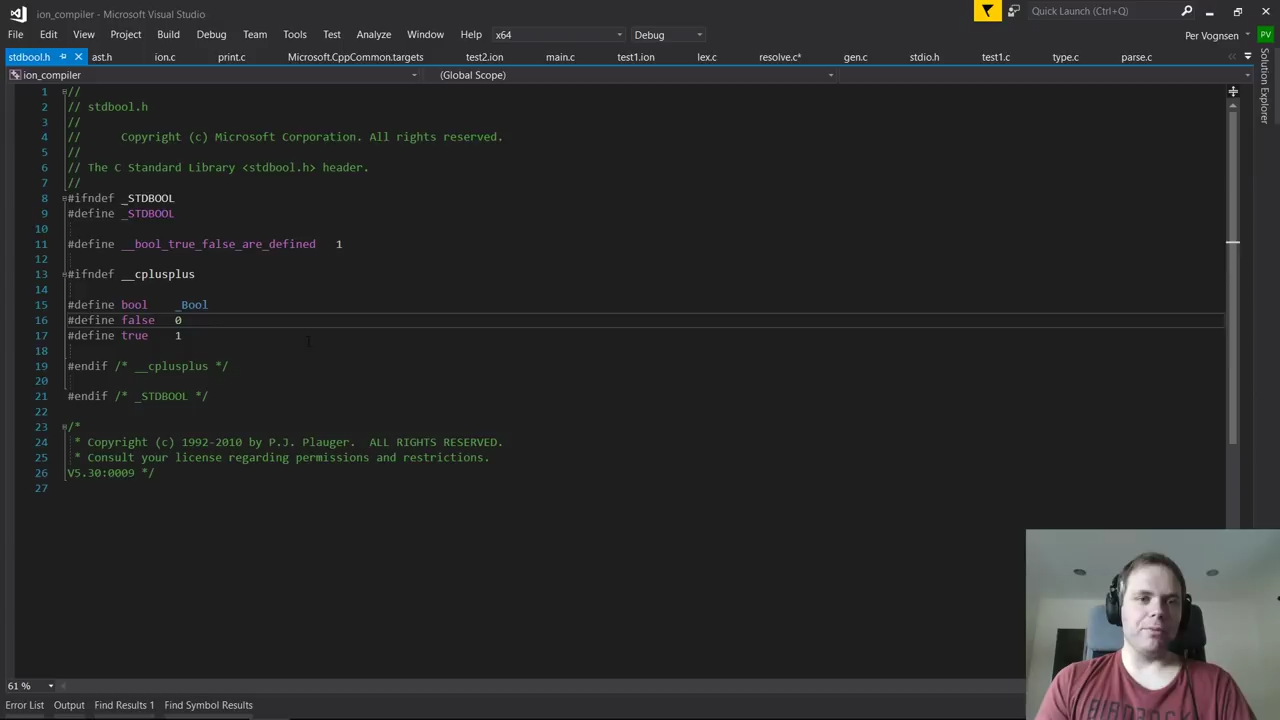 ion_compiler - Microsoft Visual Studio
Quick Launch (Ctrl+Q)
File Edit View Project Build Debug Team Tools Test Analyze Window Help x64 Debug Per Vognsen PV
stdbool.h ast.h ion.c print.c Microsoft.CppCommon.targets test2.ion main.c test1.ion lex.c resolve.c* gen.c stdio.h test1.c type.c parse.c
ion_compiler (Global Scope)
Solution Explorer
1 //
2 // stdbool.h
3 //
4 // Copyright (c) Microsoft Corporation. All rights reserved.
5 //
6 // The C Standard Library <stdbool.h> header.
7 //
8 #ifndef _STDBOOL
9 #define _STDBOOL
10
11 #define __bool_true_false_are_defined 1
12
13 #ifndef __cplusplus
14
15 #define bool _Bool
16 #define false 0
17 #define true 1
18
19 #endif /* __cplusplus */
20
21 #endif /* _STDBOOL */
22
23 /*
24 * Copyright (c) 1992-2010 by P.J. Plauger. ALL RIGHTS RESERVED.
25 * Consult your license regarding permissions and restrictions.
26 V5.30:0009 */
27
61 %
Error List Output Find Results 1 Find Symbol Results